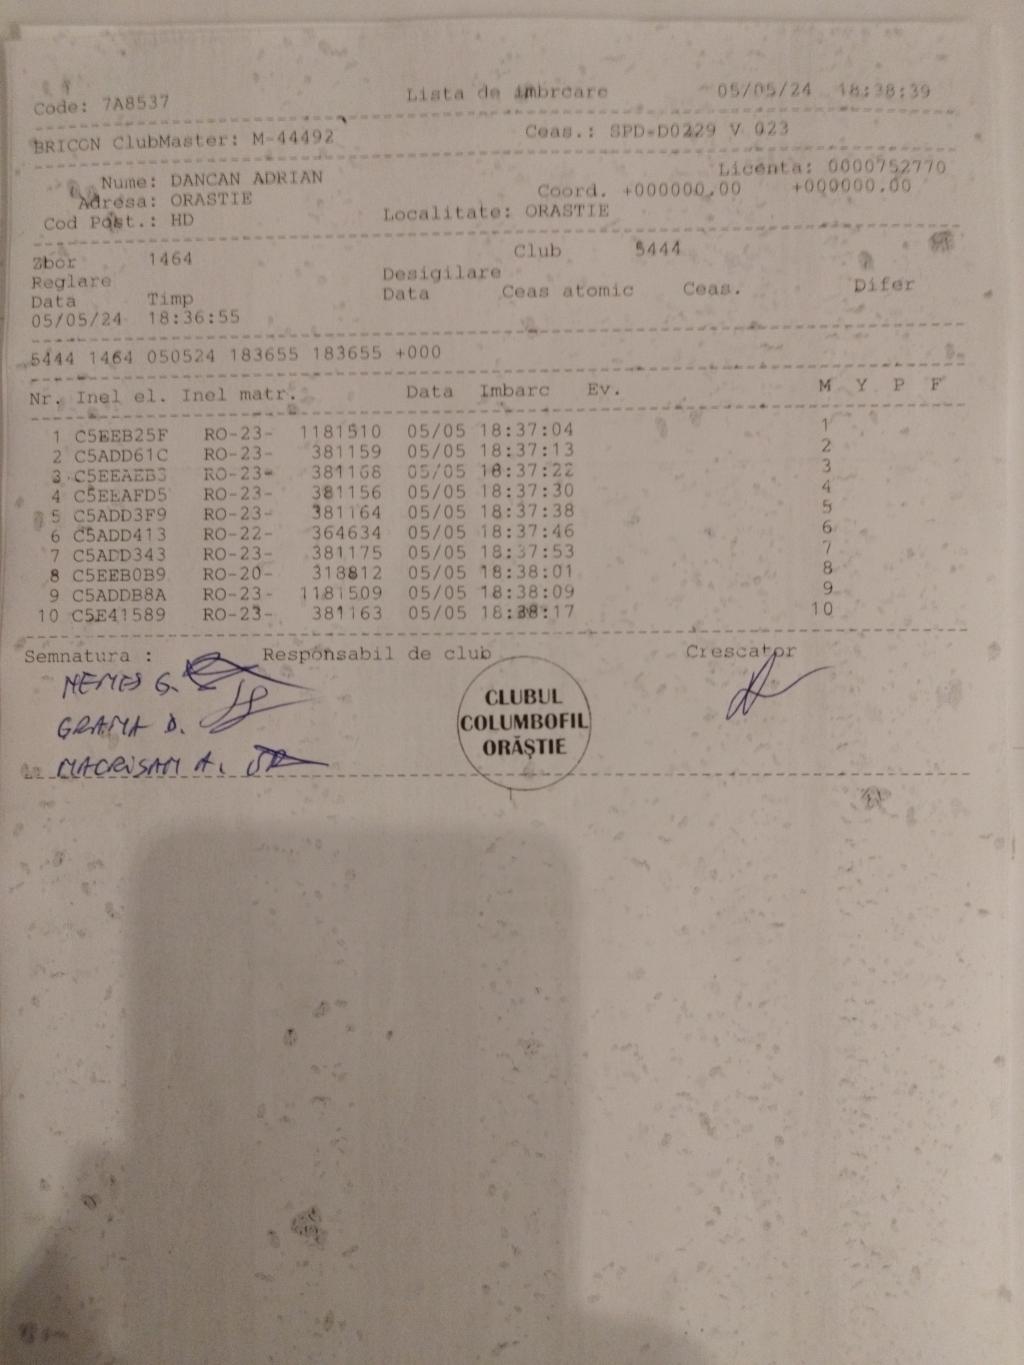 Code: 7A8537 Lista de imbrcare 05/05/24 18:38:39
BRICON ClubMaster: M-44492 Ceas.: SPD-D0229 V 023
Licenta: 0000752770
Nume: DANCAN ADRIAN
Coord. +000000,00 +000000,00
Adresa: ORASTIE
Cod Post.: HD Localitate: ORASTIE
Zbor 1464 Club 5444
Reglare Desigilare
Data Timp Data Ceas atomic Ceas. Difer
05/05/24 18:36:55
5444 1464 050524 183655 183655 +000
Nr. Inel el. Inel matr. Data Imbarc Ev. M Y P F
1 C5EEB25F RO-23- 1181510 05/05 18:37:04 1
2 C5ADD61C RO-23- 381159 05/05 18:37:13 2
3 C5EEAEB3 RO-23- 381168 05/05 18:37:22 3
4 C5EEAFD5 RO-23- 381156 05/05 18:37:30 4
5 C5ADD3F9 RO-23- 381164 05/05 18:37:38 5
6 C5ADD413 RO-22- 364634 05/05 18:37:46 6
7 C5ADD343 RO-23- 381175 05/05 18:37:53 7
8 C5EEB0B9 RO-20- 318812 05/05 18:38:01 8
9 C5ADDB8A RO-23- 1181509 05/05 18:38:09 9
10 C5E41589 RO-23- 381163 05/05 18:38:17 10
Semnatura : Responsabil de club Crescator
NEMES G.
GRAMA D.
MACRISAM A.
CLUBUL
COLUMBOFIL
ORĂŞTIE